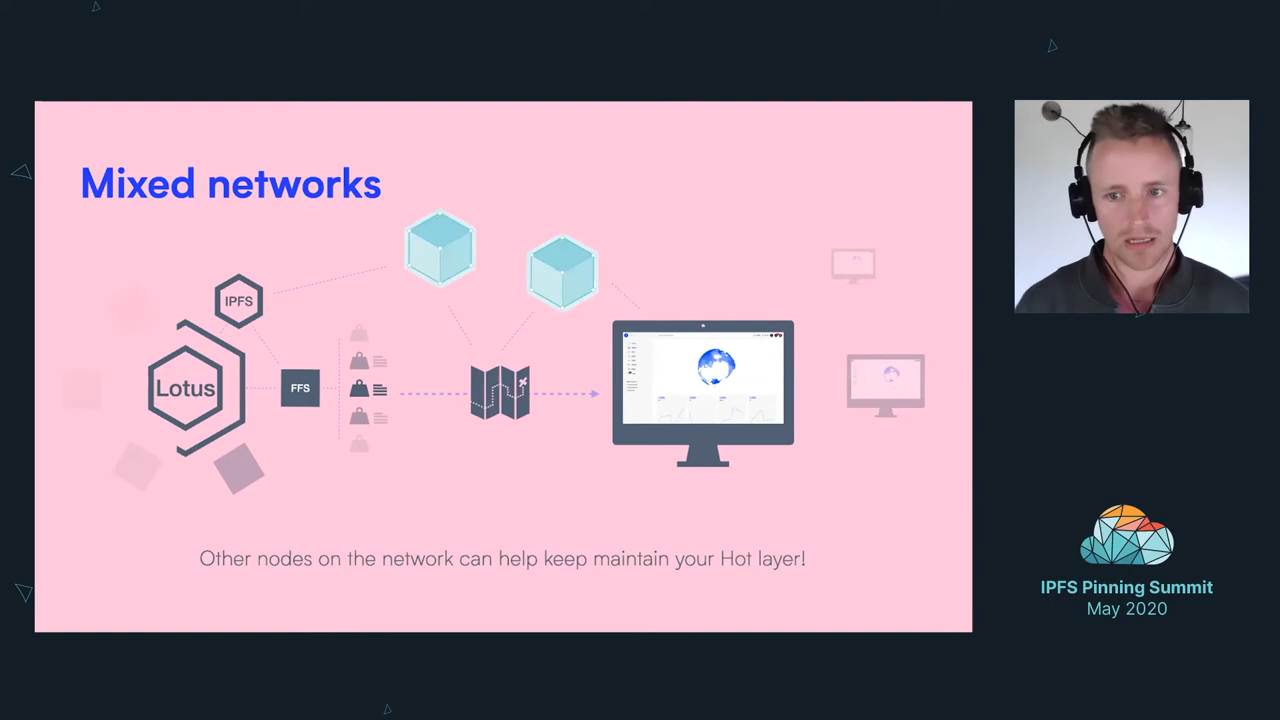 Mixed networks
IPFS
Lotus
FFS
Other nodes on the network can help keep maintain your Hot layer!
IPFS Pinning Summit
May 2020